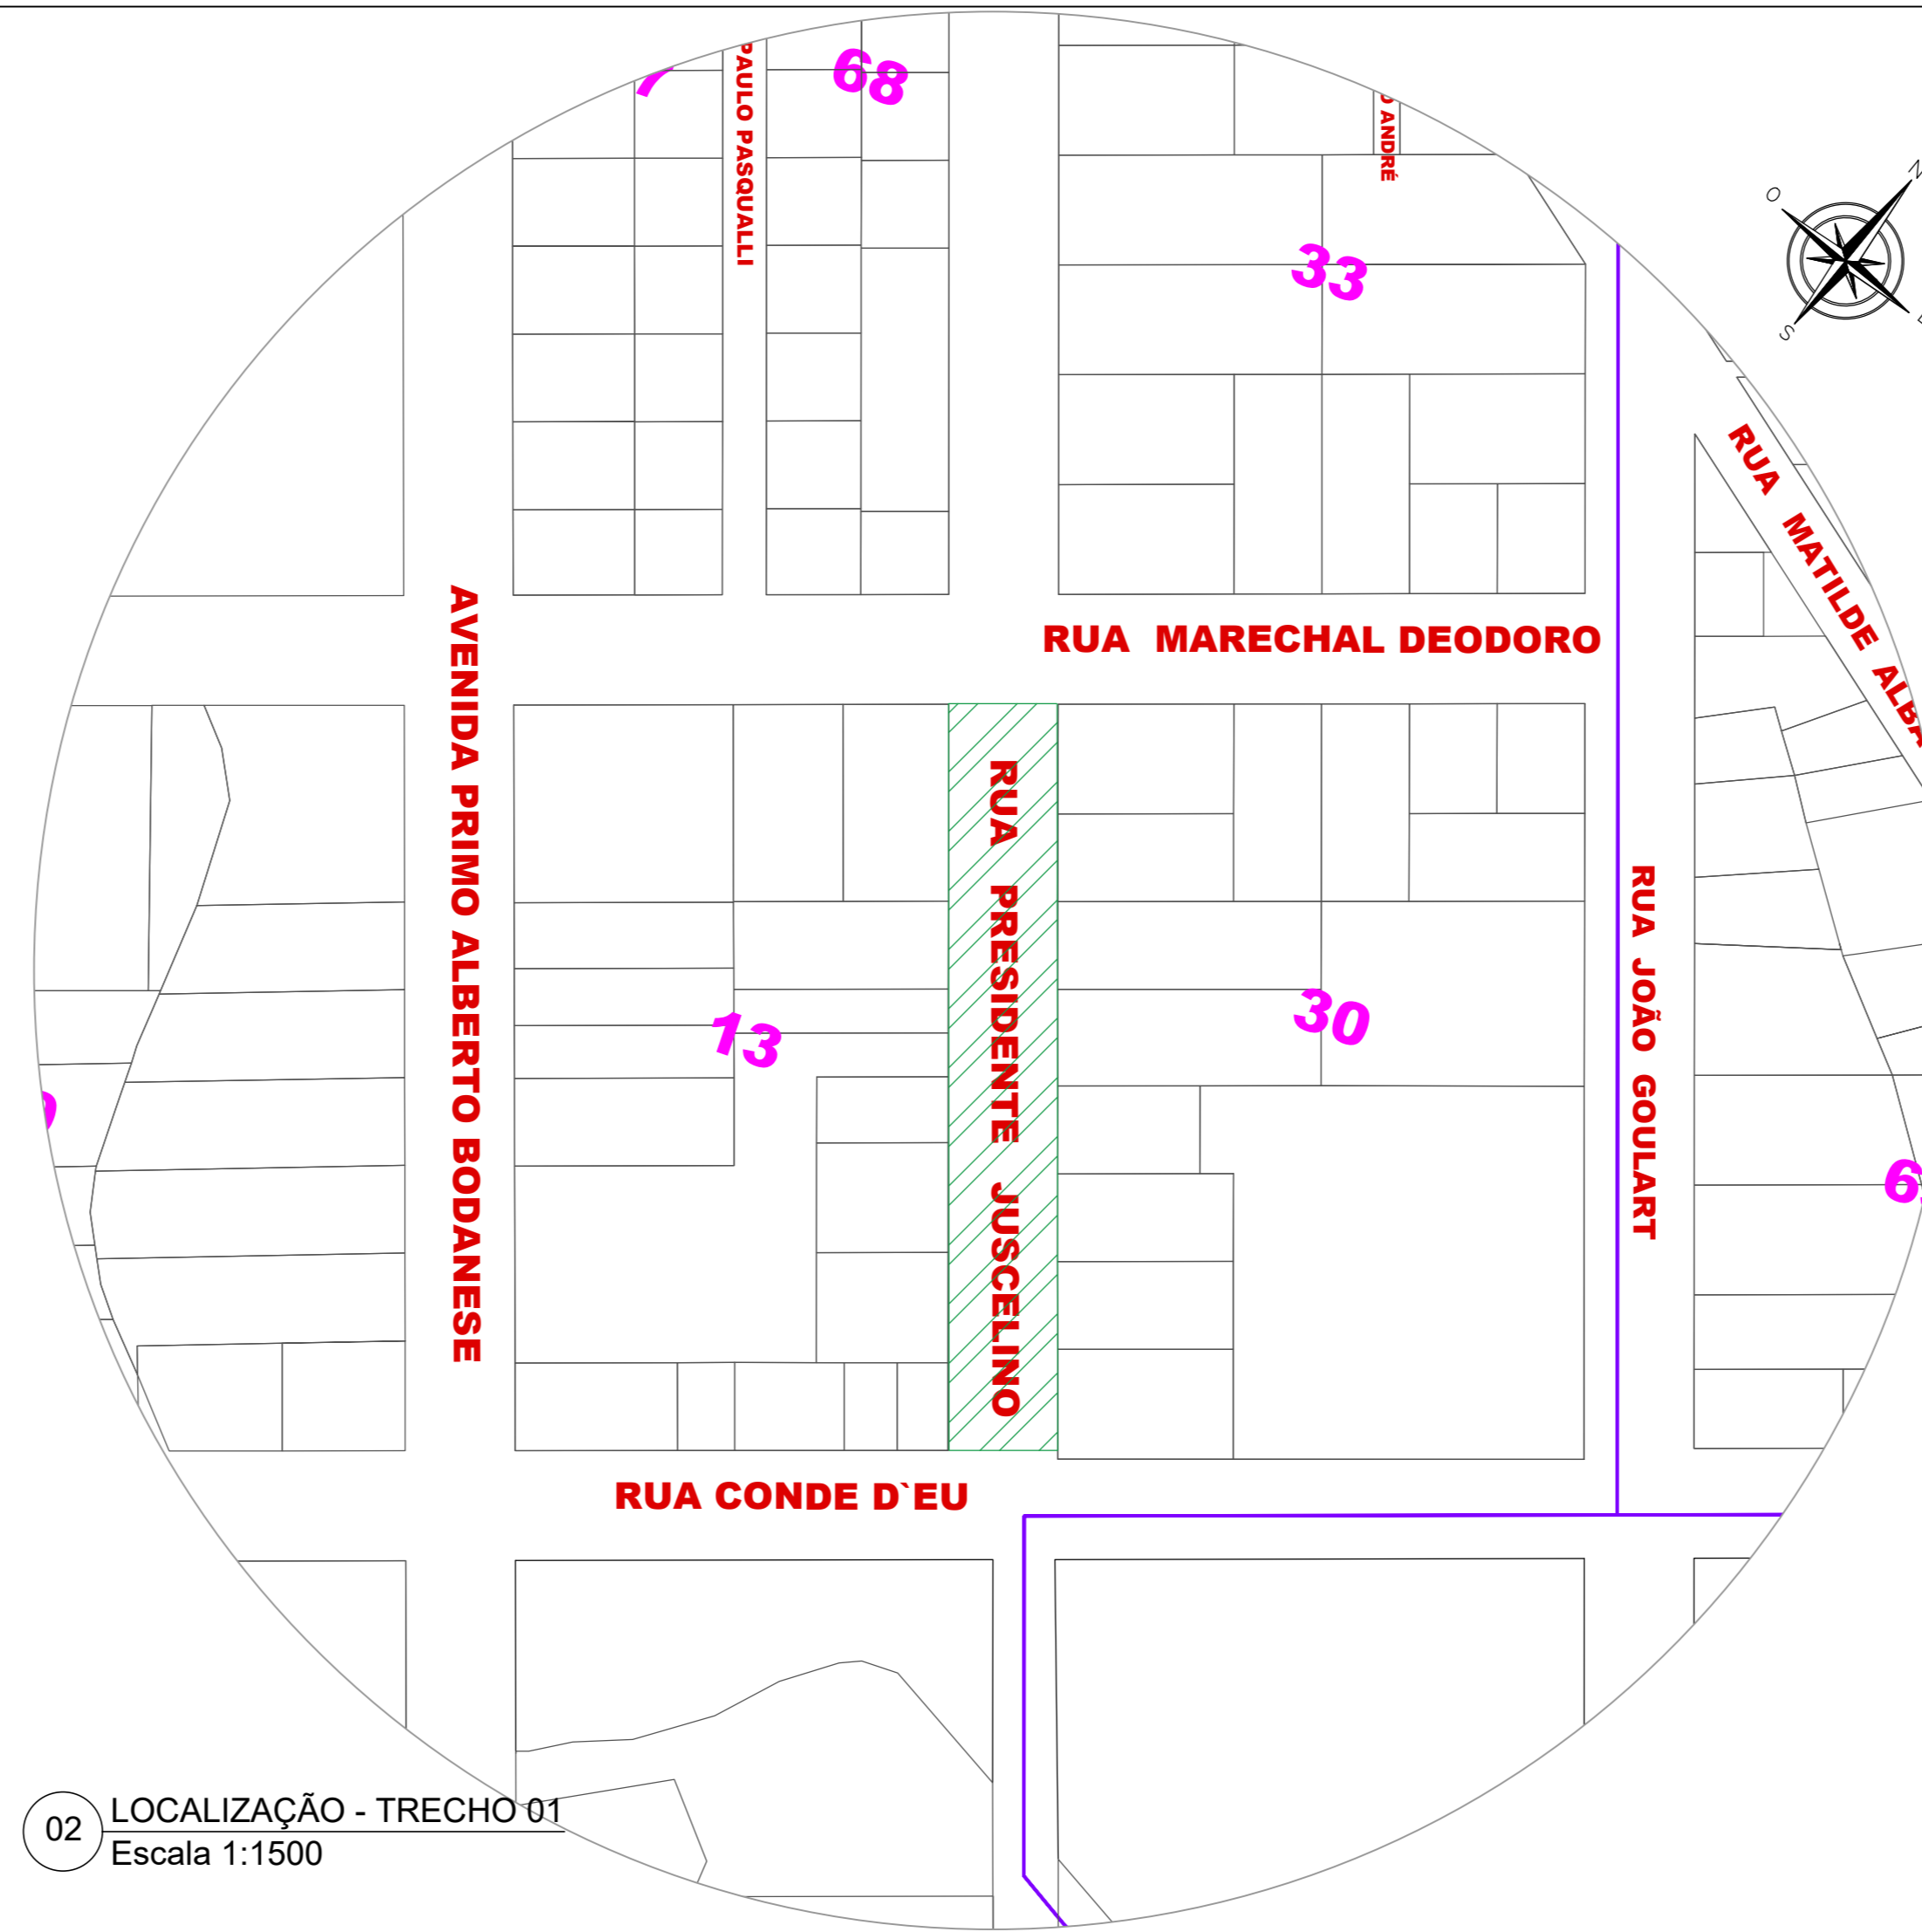 68
PAULO PASQUALLI
ANDRÉ
33
N
O
S
RUA MATILDE
RUA MARECHAL DEODORO
AVENIDA PRIMO ALBERTO BODANESE
RUA PRESIDENTE JUSCELINO
RUA JOÃO GOULART
13
30
RUA CONDE D`EU
02
LOCALIZAÇÃO - TRECHO 01
Escala 1:1500